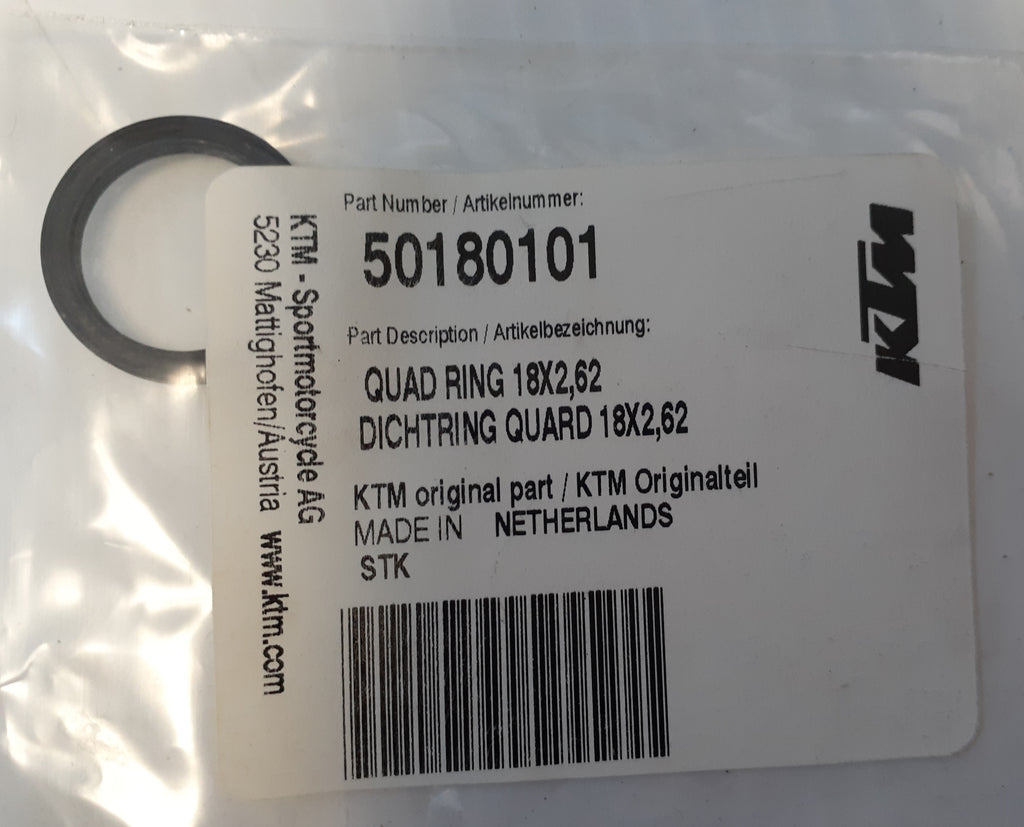 Part Number / Artikelnummer:
50180101
Part Description / Artikelbezeichnung:
QUAD RING 18X2,62
DICHTRING QUARD 18X2,62
KTM original part / KTM Originalteil
MADE IN NETHERLANDS
STK
KTM - Sportmotorcycle AG
5230 Mattighofen/Austria www.ktm.com
KTM